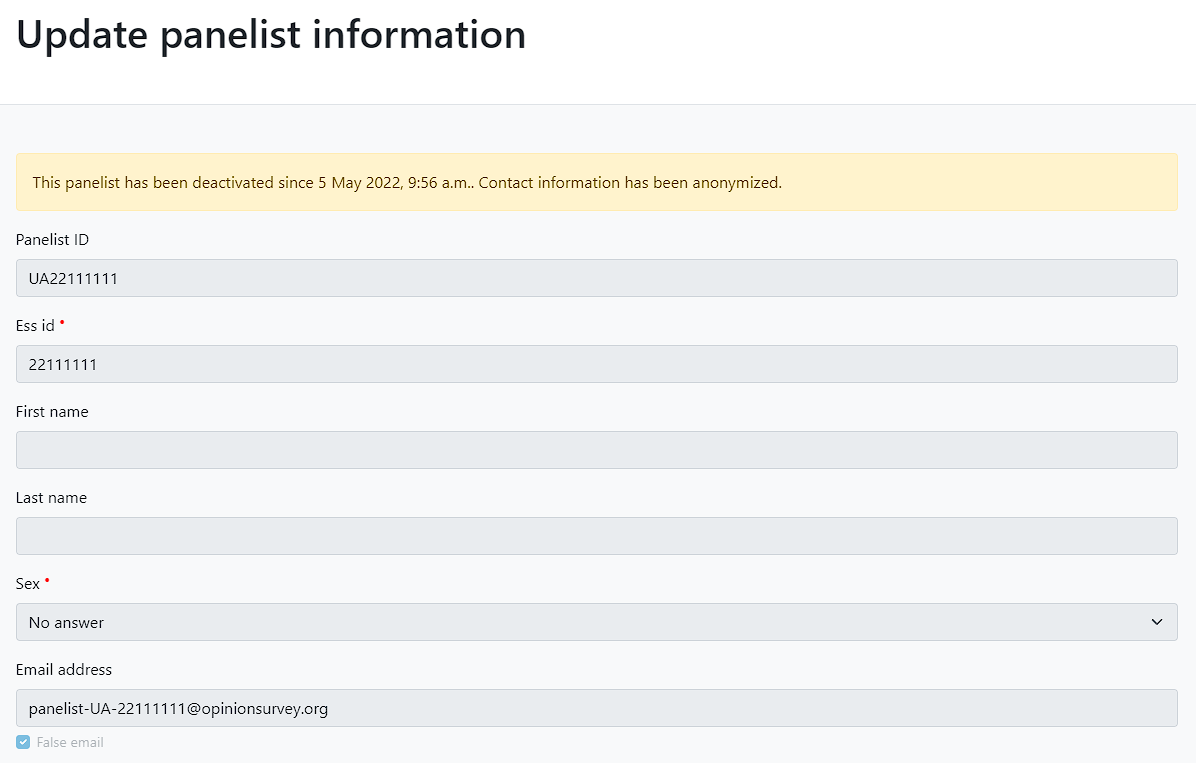 Update panelist information
This panelist has been deactivated since 5 May 2022, 9:56 a.m.. Contact information has been anonymized.
Panelist ID
UA22111111
Ess id •
22111111
First name
Last name
Sex •
No answer
Email address
panelist-UA-22111111@opinionsurvey.org
False email